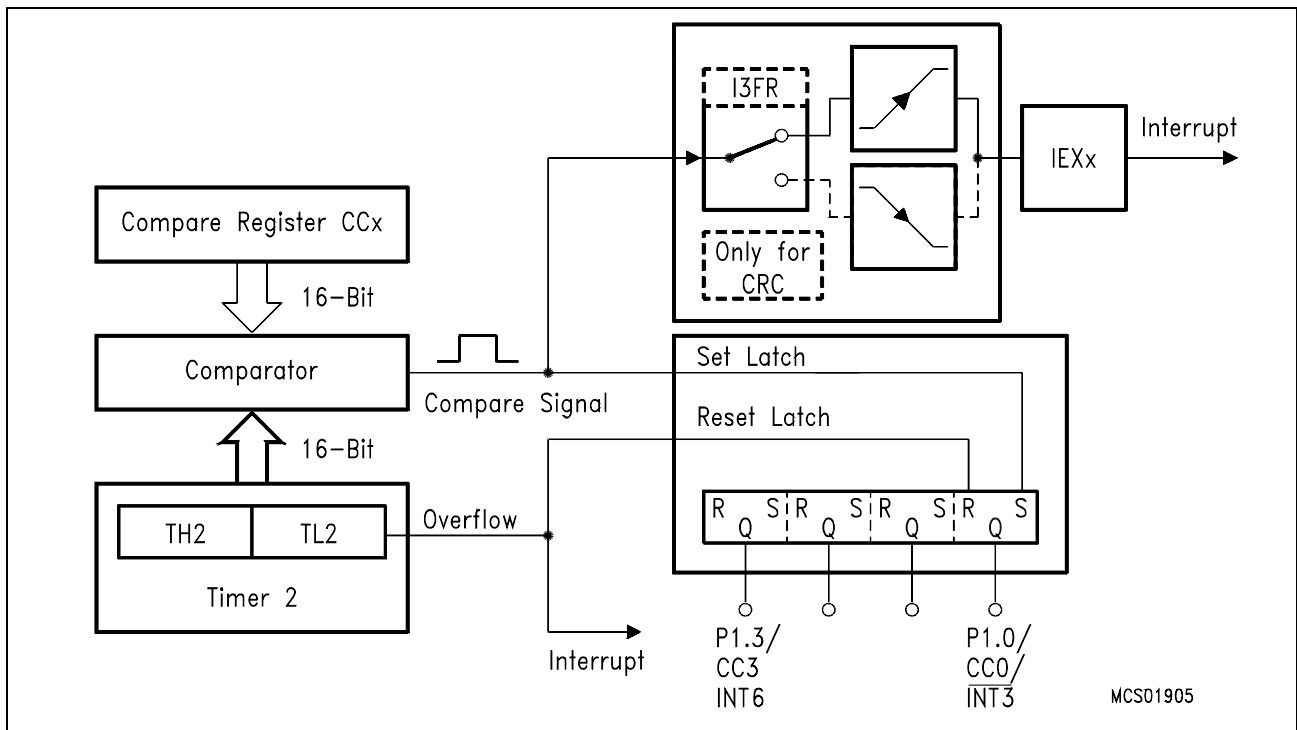 I3FR
Interrupt
IEXx
Compare Register CCx
Only for
CRC
16-Bit
Comparator
Set Latch
Compare Signal
Reset Latch
16-Bit
R S R S R S R S
Q Q Q Q
Overflow
TH2 TL2
Timer 2
Interrupt
P1.3/
CC3
INT6
P1.0/
CC0/
INT3
MCS01905